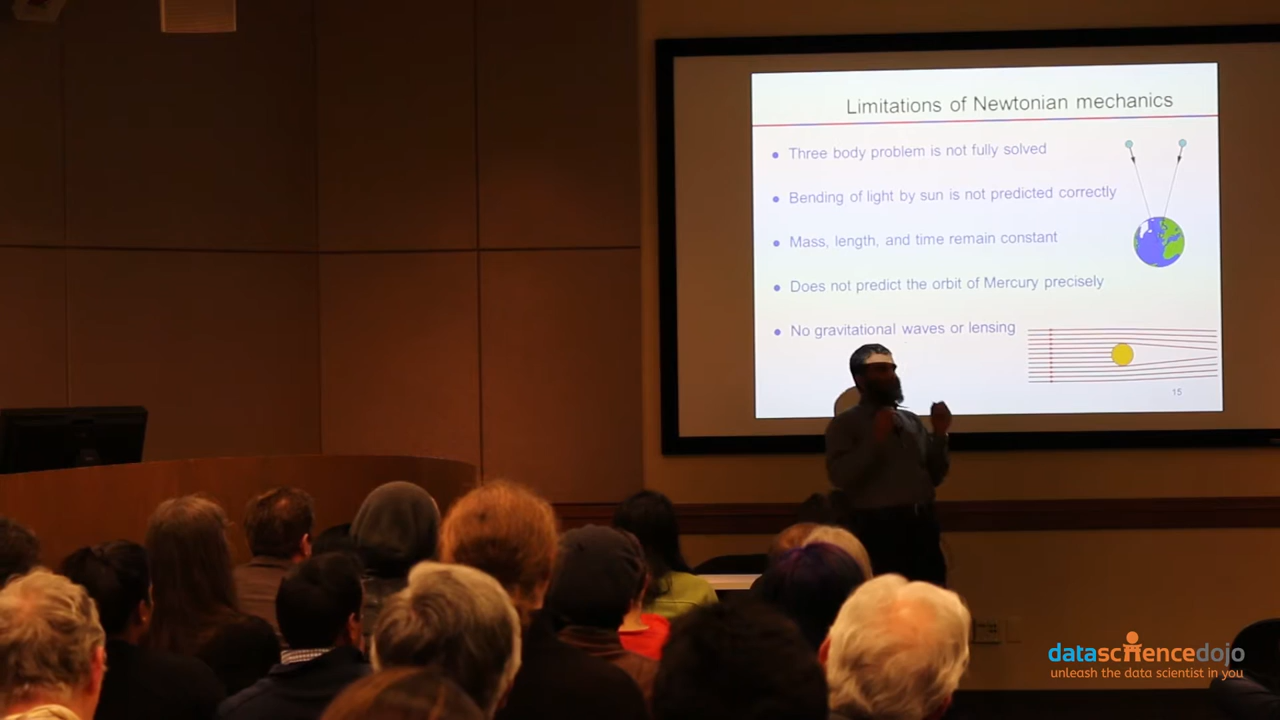 Limitations of Newtonian mechanics
• Three body problem is not fully solved
• Bending of light by sun is not predicted correctly
• Mass, length, and time remain constant
• Does not predict the orbit of Mercury precisely
• No gravitational waves or lensing
15
datasciencedojo
unleash the data scientist in you